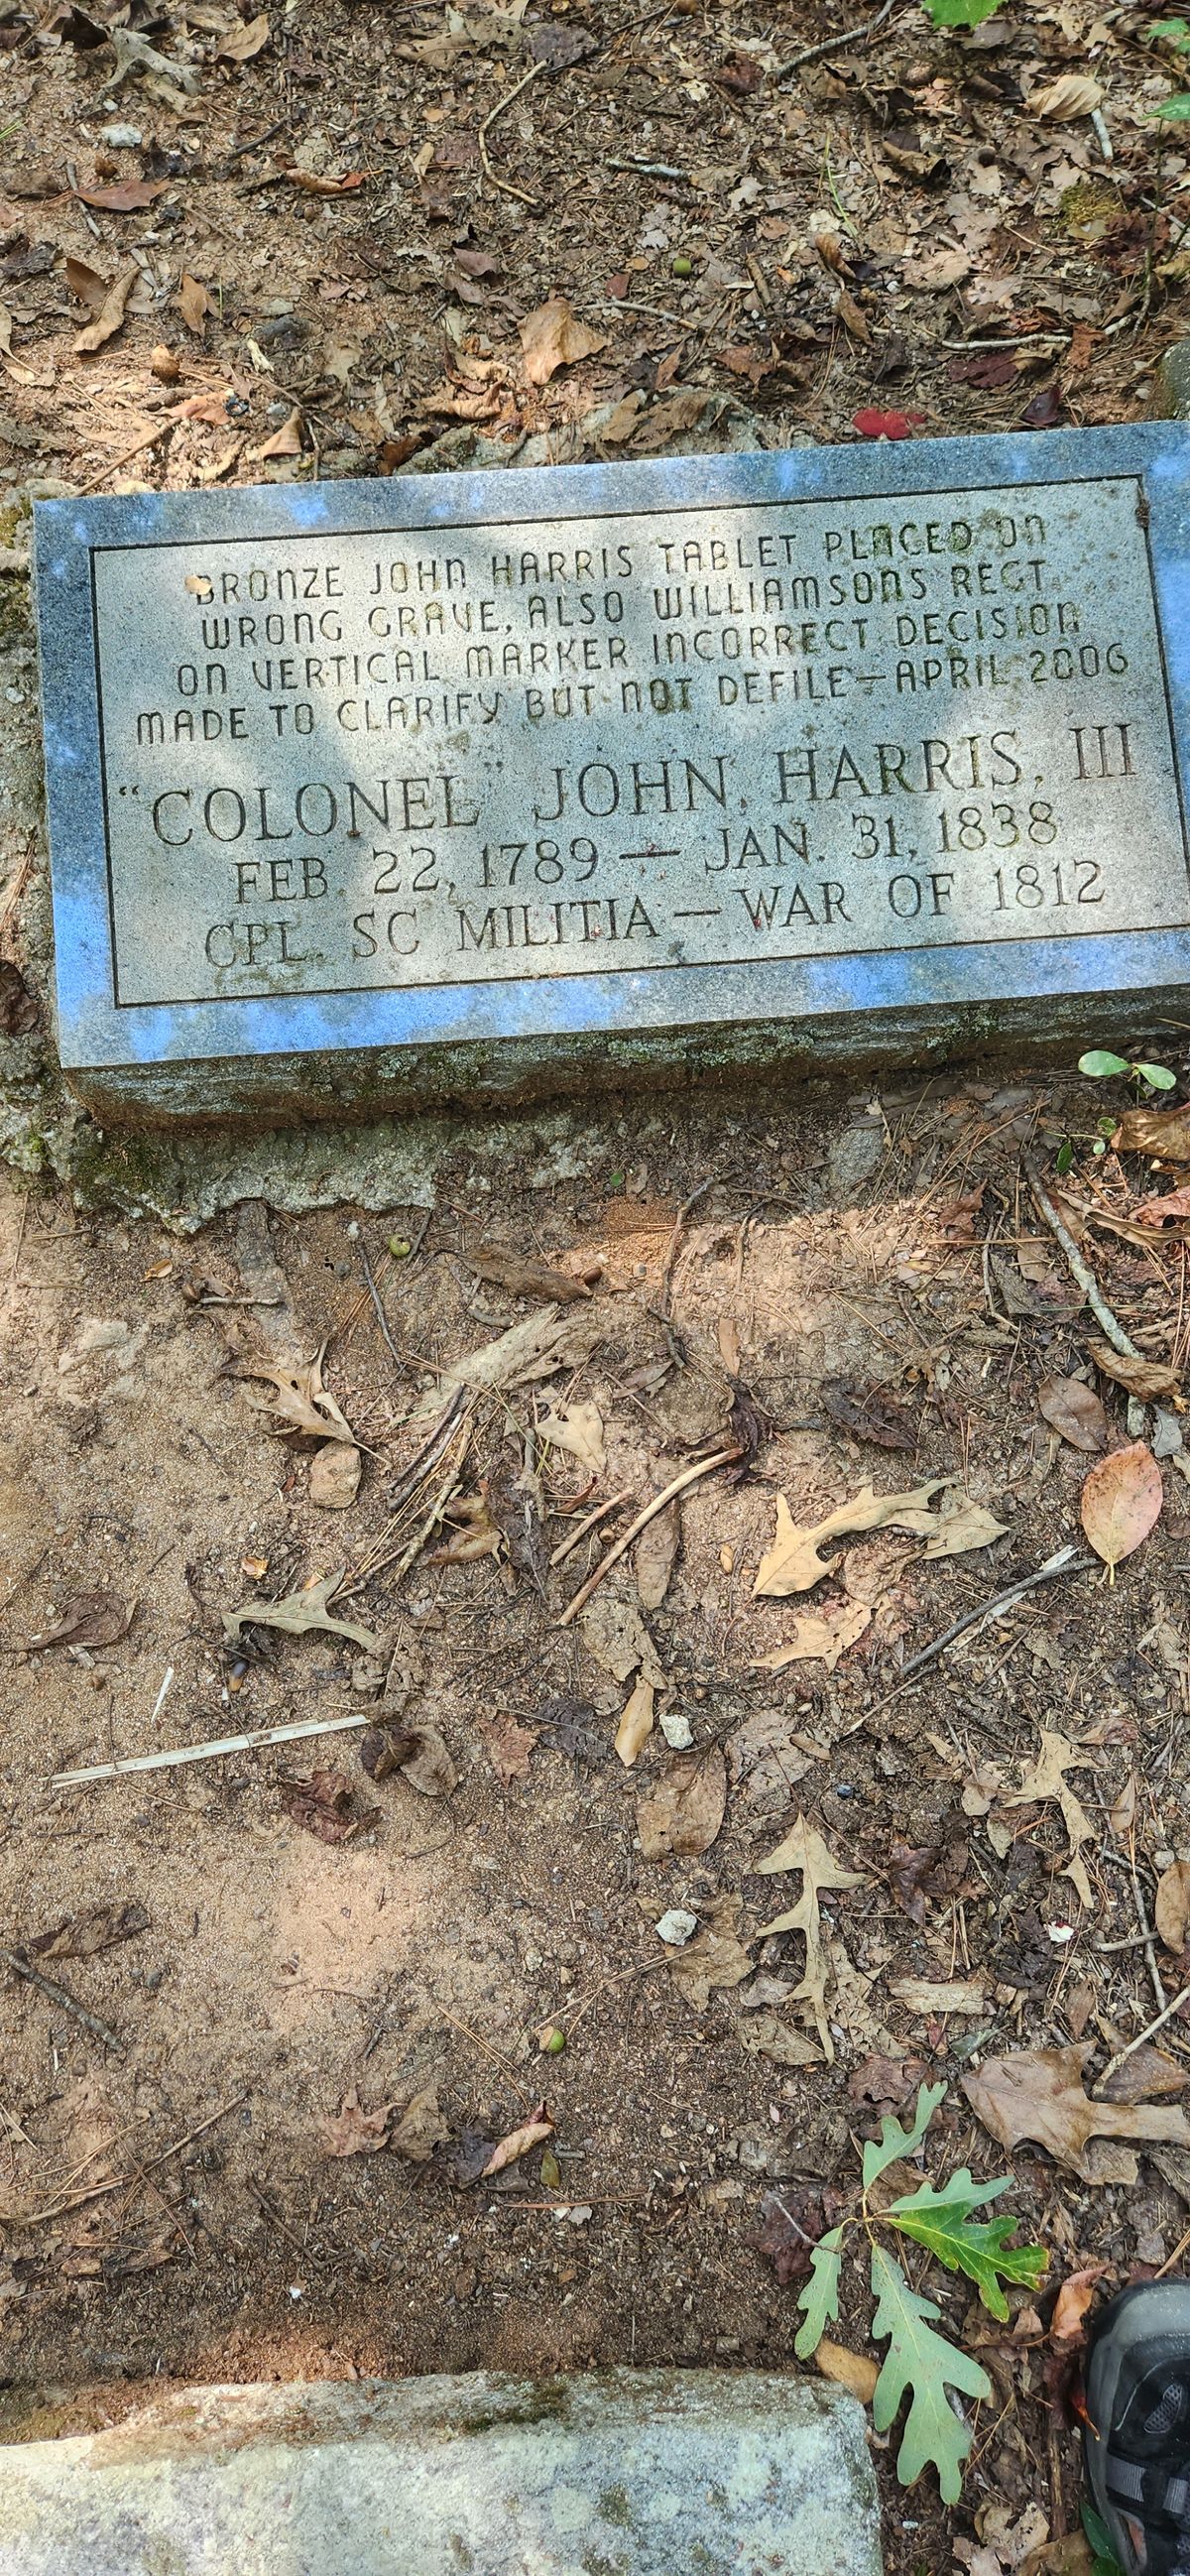 BRONZE JOHN HARRIS TABLET PLACED ON
WRONG GRAVE, ALSO WILLIAMSONS REGT.
ON VERTICAL MARKER INCORRECT DECISION
MADE TO CLARIFY BUT NOT DEFILE—APRIL 2006
"COLONEL" JOHN HARRIS, III
FEB. 22, 1789 — JAN. 31, 1838
CPL. SC MILITIA — WAR OF 1812